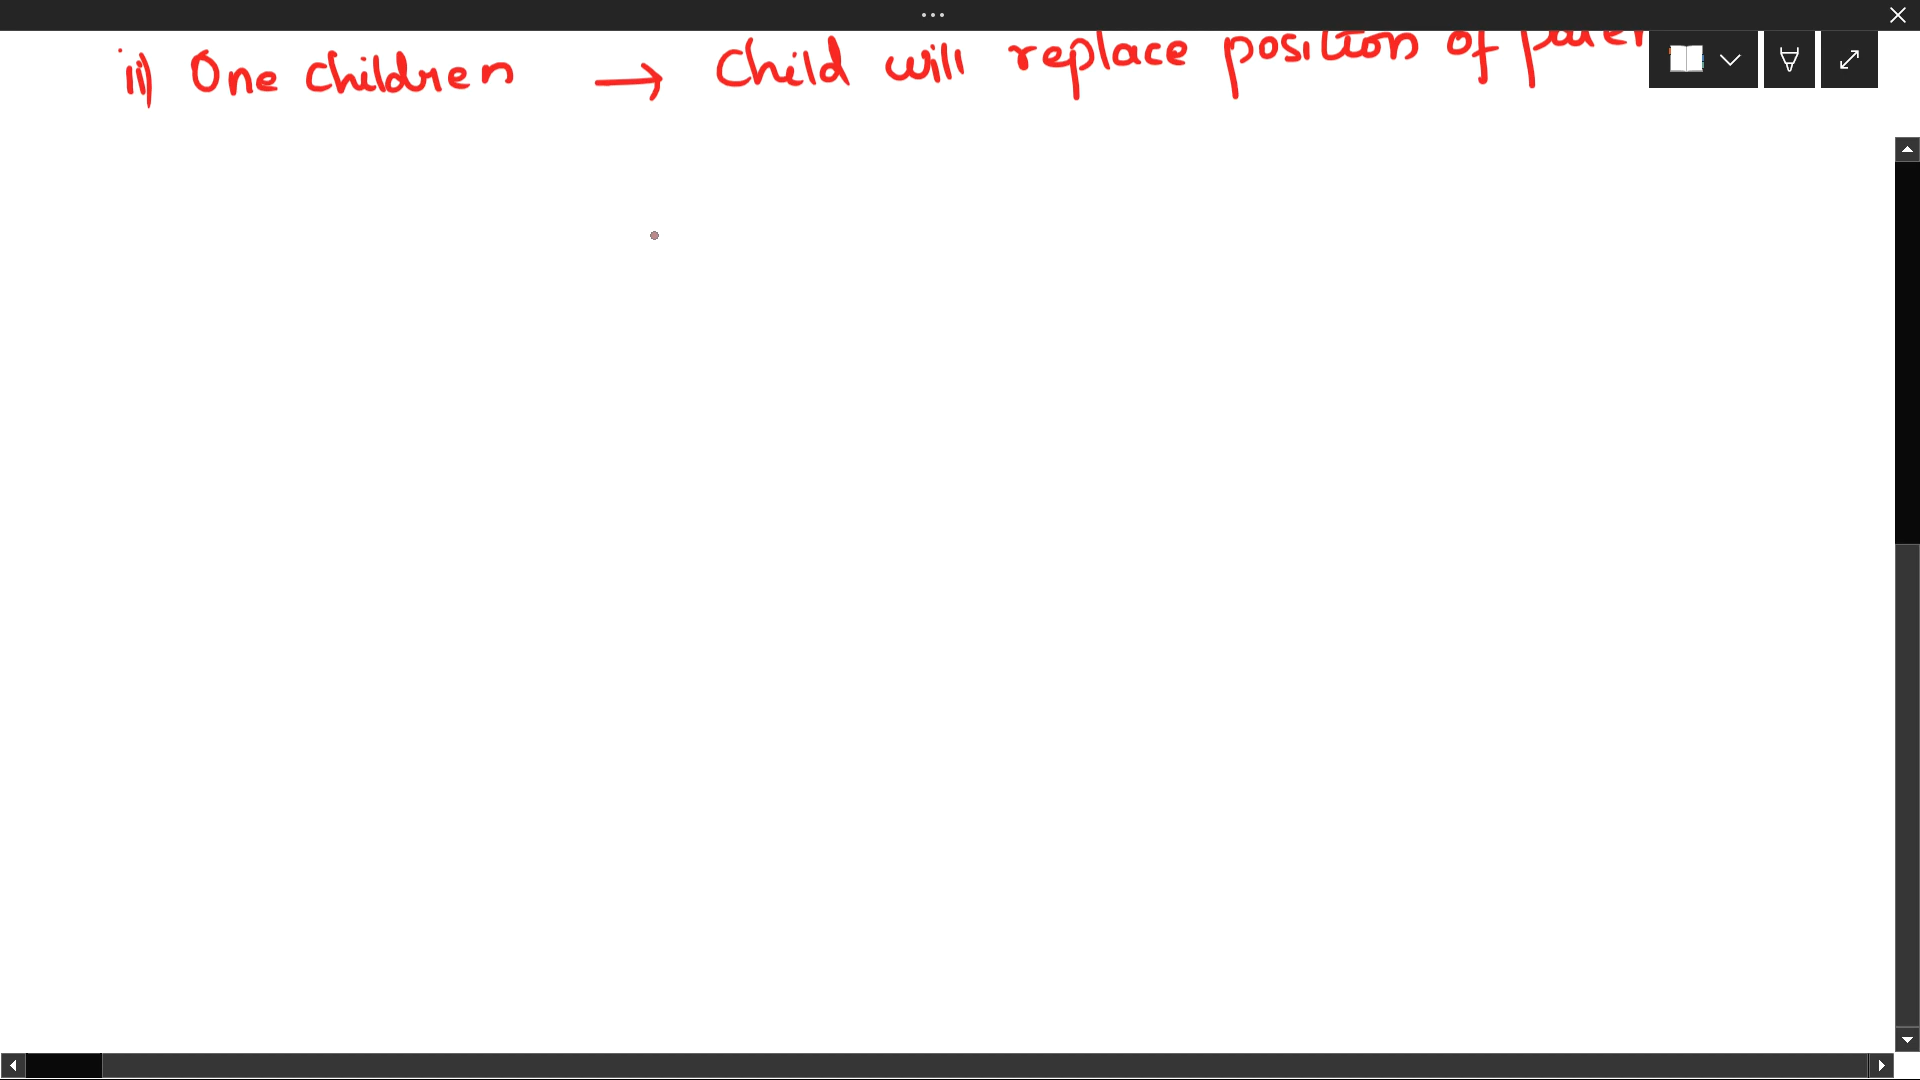 ii) One children → Child will replace position of